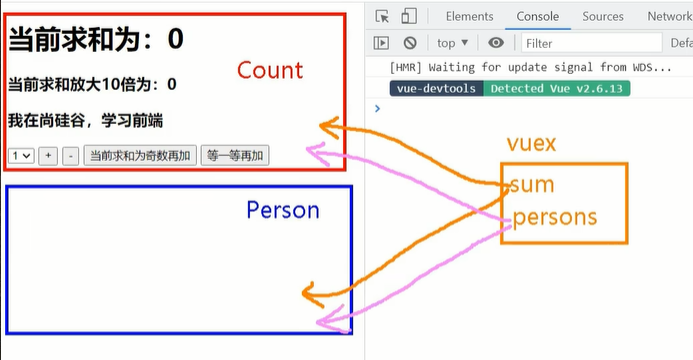 当前求和为：0
当前求和放大10倍为：0
Count
我在尚硅谷，学习前端
1 + - 当前求和为奇数再加 等一等再加
Person
Elements Console Sources Network
top Filter Defa
[HMR] Waiting for update signal from WDS...
vue-devtools Detected Vue v2.6.13
vuex
sum
persons